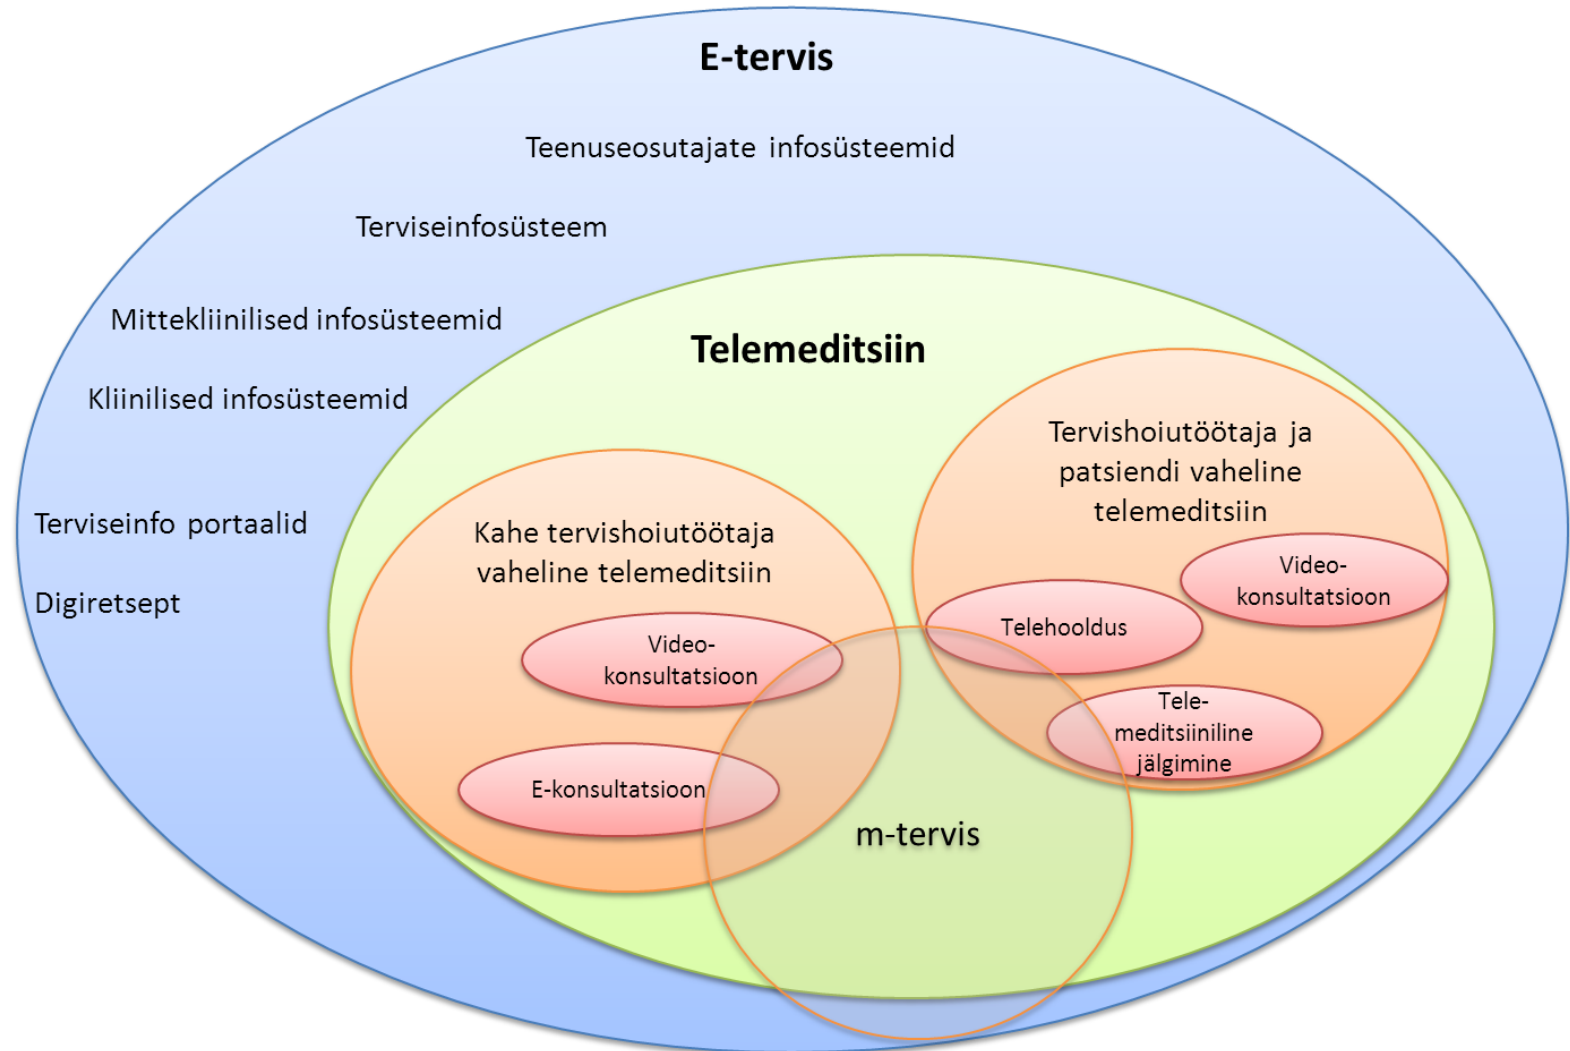 E-tervis
Teenuseosutajate infosüsteemid
Terviseinfosüsteem
Mittekliinilised infosüsteemid
Kliinilised infosüsteemid
Terviseinfo portaalid
Digiretsept
Telemeditsiin
Kahe tervishoiutöötaja
vaheline telemeditsiin
Video-
konsultatsioon
E-konsultatsioon
Tervishoiutöötaja ja
patsiendi vaheline
telemeditsiin
Video-
konsultatsioon
Telehooldus
Tele-
meditsiiniline
jälgimine
m-tervis